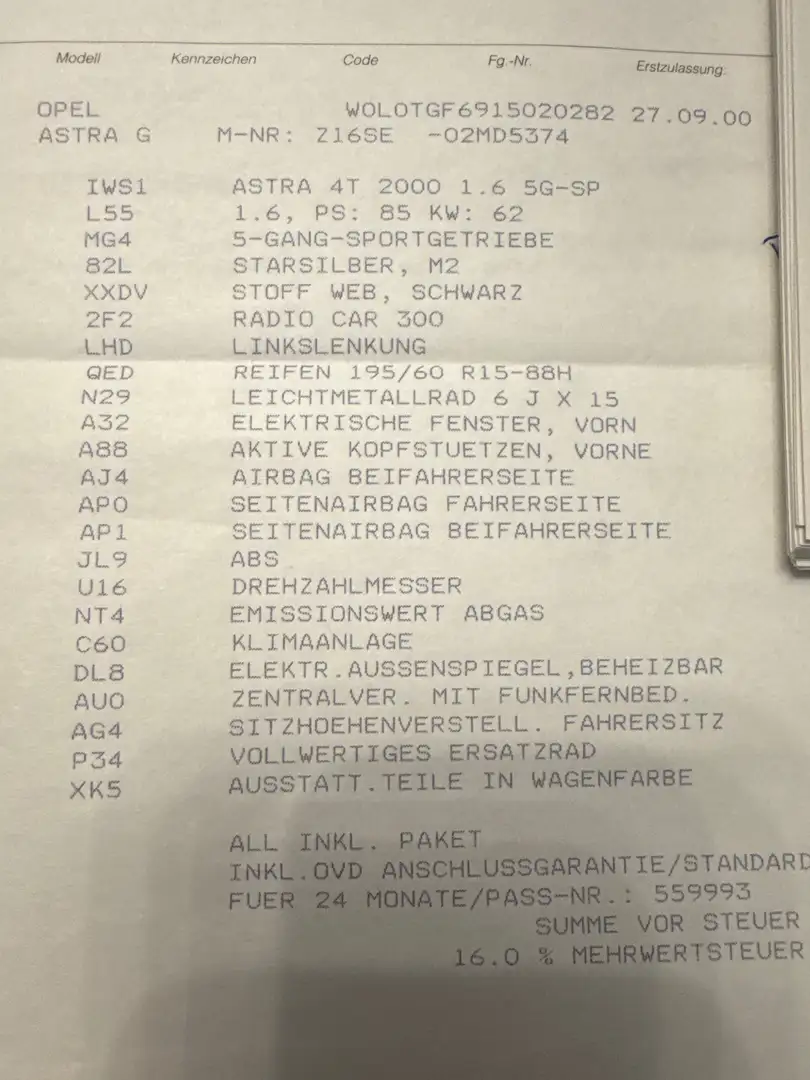 Modell Kennzeichen Code Fg.-Nr. Erstzulassung
OPEL WOLOTGF6915020282 27.09.00
ASTRA G M-NR: Z16SE -02MD5374
IWS1 ASTRA 4T 2000 1.6 5G-SP
L55 1.6, PS: 85 KW: 62
MG4 5-GANG-SPORTGETRIEBE
82L STARSILBER, M2
XXDV STOFF WEB, SCHWARZ
2F2 RADIO CAR 300
LHD LINKSLENKUNG
QED REIFEN 195/60 R15-88H
N29 LEICHTMETALLRAD 6 J X 15
A32 ELEKTRISCHE FENSTER, VORN
A88 AKTIVE KOPFSTUETZEN, VORNE
AJ4 AIRBAG BEIFAHRERSEITE
AP0 SEITENAIRBAG FAHRERSEITE
AP1 SEITENAIRBAG BEIFAHRERSEITE
JL9 ABS
U16 DREHZAHLMESSER
NT4 EMISSIONSWERT ABGAS
C60 KLIMAANLAGE
DL8 ELEKTR.AUSSENSPIEGEL,BEHEIZBAR
AU0 ZENTRALVER. MIT FUNKFERNBED.
AG4 SITZHOEHENVERSTELL. FAHRERSITZ
P34 VOLLWERTIGES ERSATZRAD
XK5 AUSSTATT.TEILE IN WAGENFARBE
ALL INKL. PAKET
INKL.OVD ANSCHLUSSGARANTIE/STANDARD
FUER 24 MONATE/PASS-NR.: 559993
SUMME VOR STEUER
16.0 % MEHRWERTSTEUER